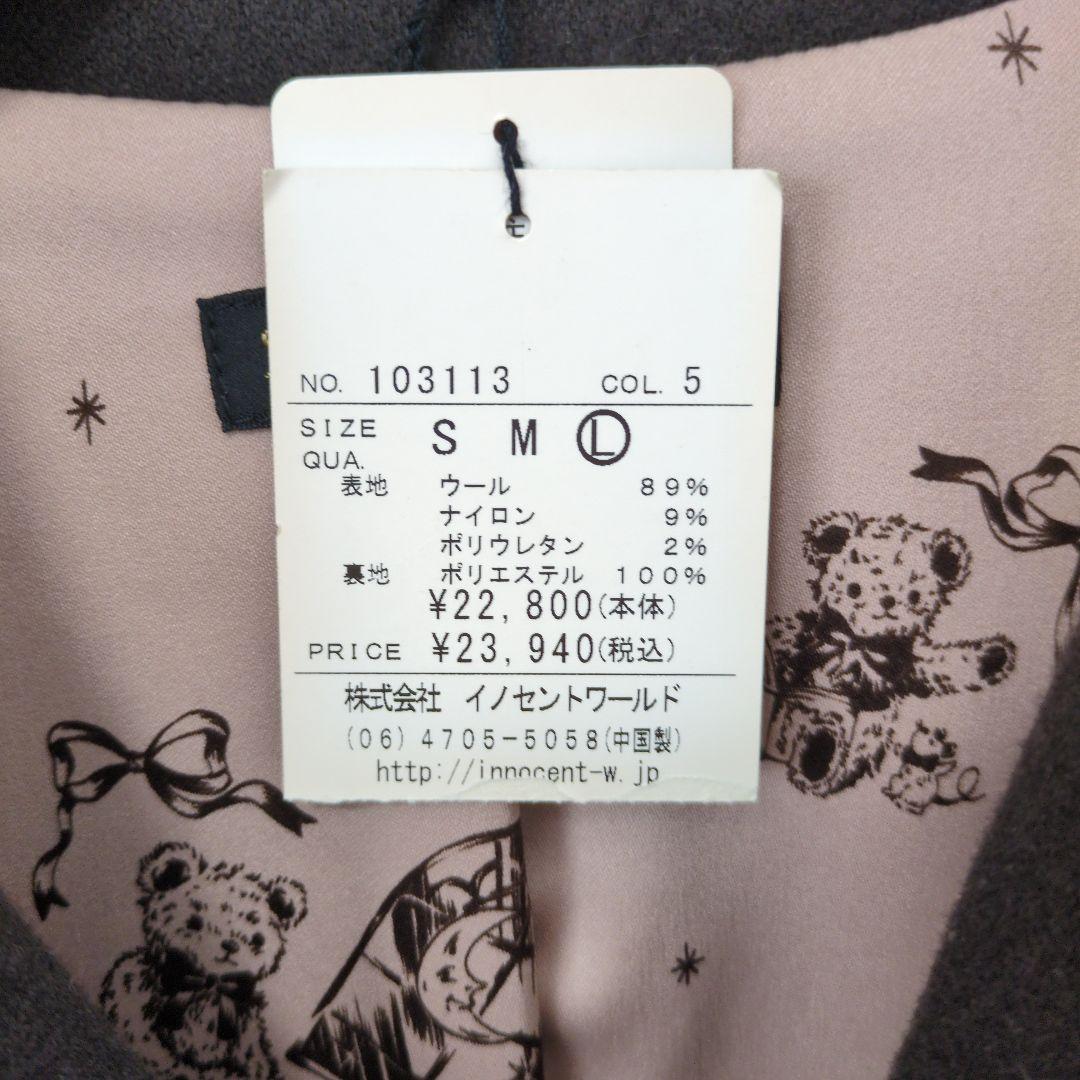 NO. 103113 COL. 5
SIZE S M L
QUA.
表地 ウール 89%
ナイロン 9%
ポリウレタン 2%
裏地 ポリエステル 100%
¥22,800(本体)
PRICE ¥23,940(税込)
株式会社 イノセントワールド
(06)4705-5058(中国製)
http://innocent-w.jp